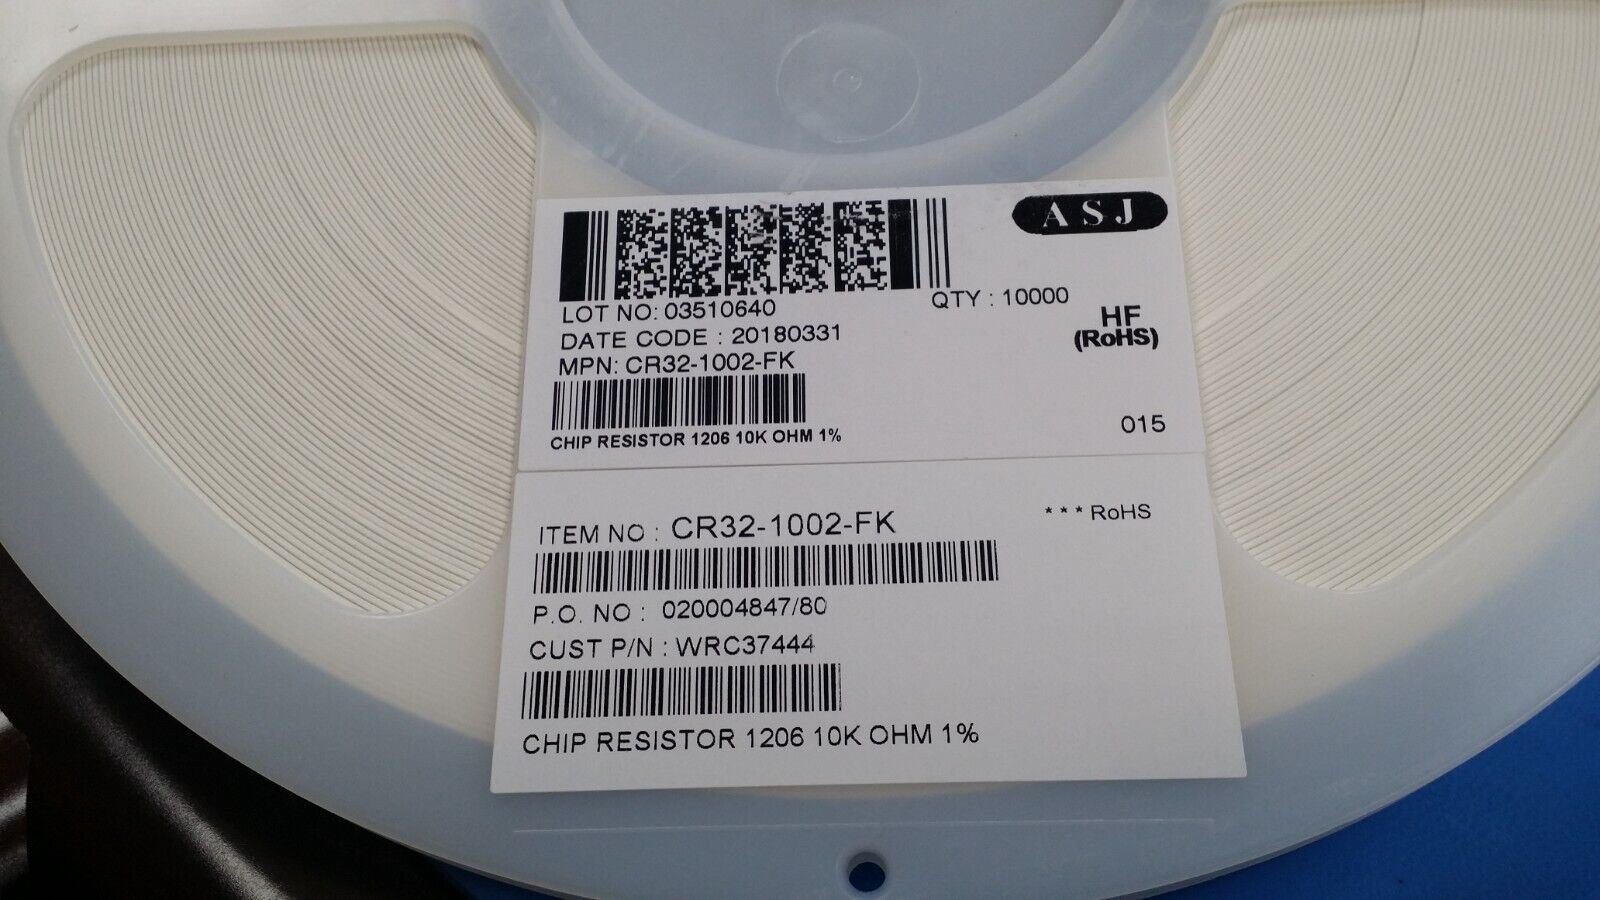 ASJ
QTY : 10000
LOT NO: 03510640
HF
(RoHS)
DATE CODE : 20180331
MPN: CR32-1002-FK
015
CHIP RESISTOR 1206 10K OHM 1%
* * * RoHS
ITEM NO : CR32-1002-FK
P.O. NO : 020004847/80
CUST P/N : WRC37444
CHIP RESISTOR 1206 10K OHM 1%